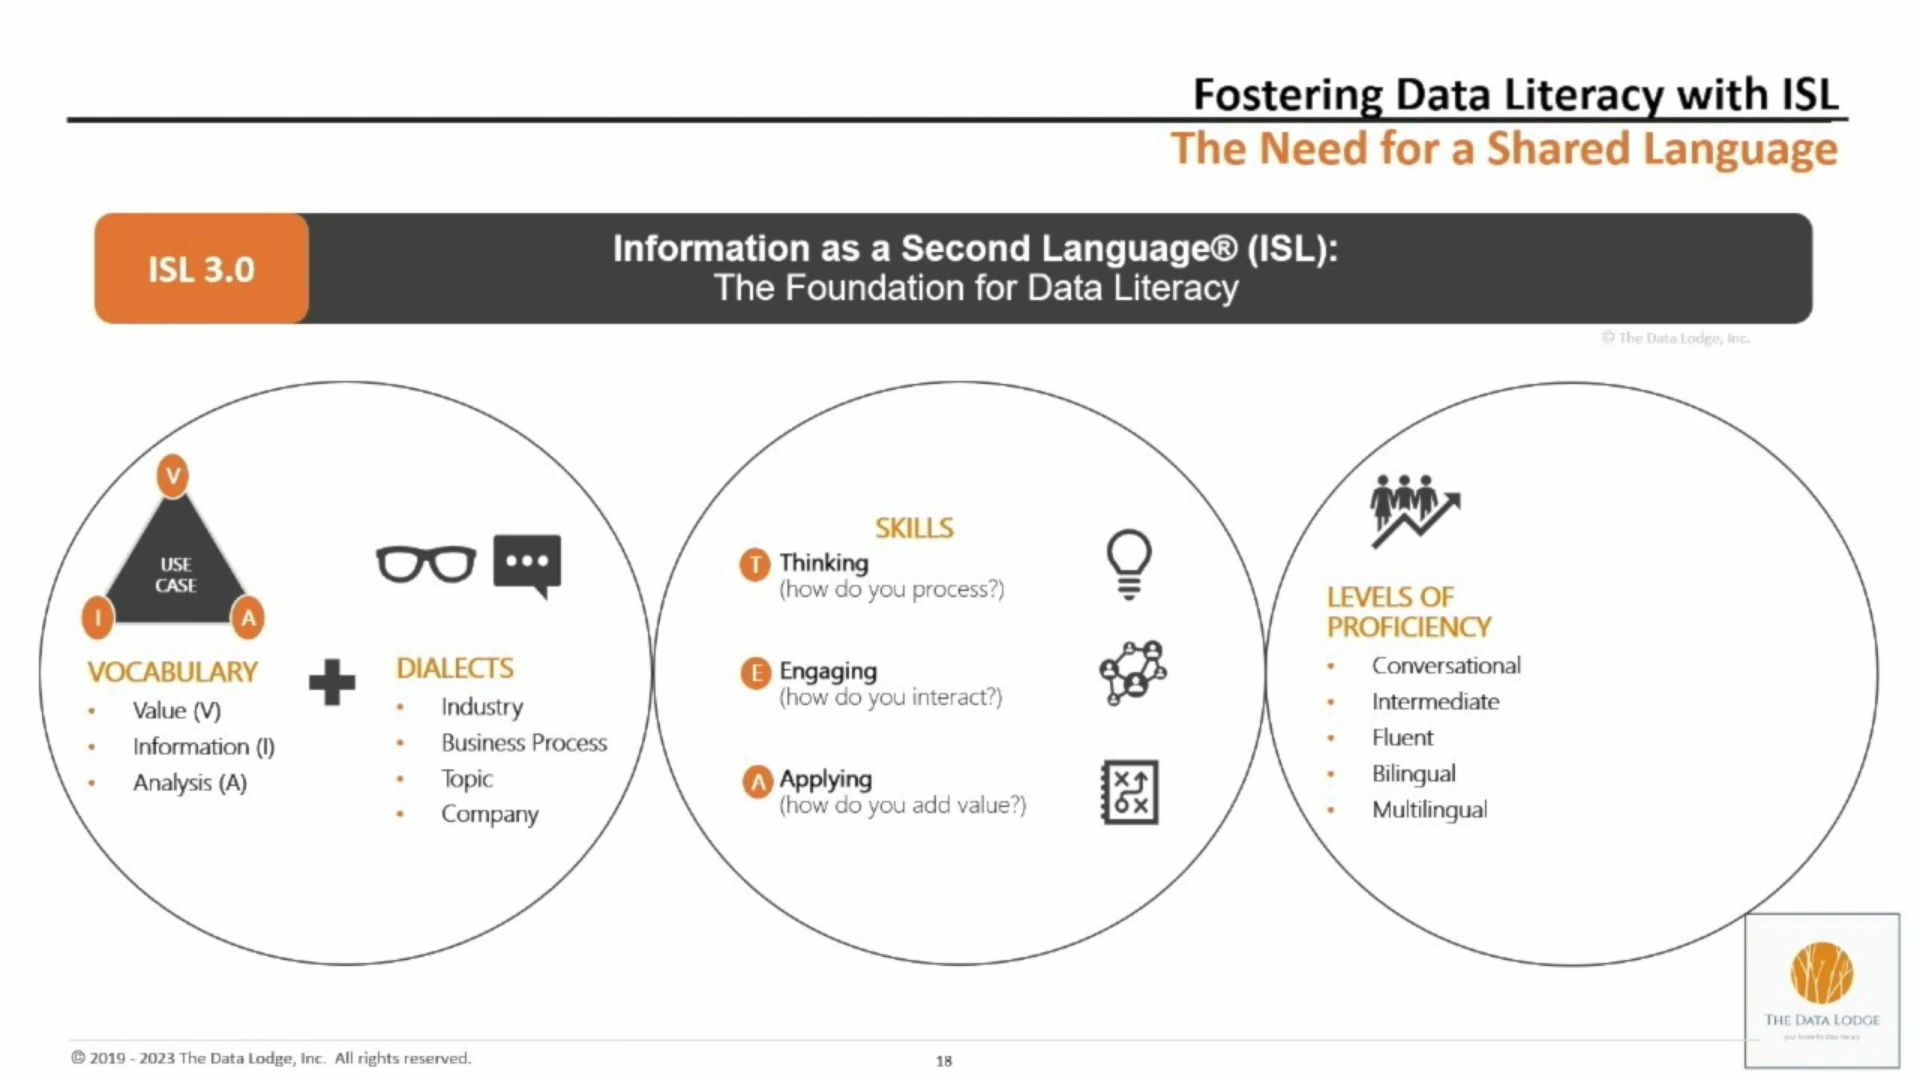 Fostering Data Literacy with ISL
The Need for a Shared Language
ISL 3.0
Information as a Second Language® (ISL):
The Foundation for Data Literacy
© The Data Lodge, Inc.
V
USE
CASE
I
A
VOCABULARY
• Value (V)
• Information (I)
• Analysis (A)
DIALECTS
• Industry
• Business Process
• Topic
• Company
SKILLS
T Thinking
(how do you process?)
E Engaging
(how do you interact?)
A Applying
(how do you add value?)
X
6 X
LEVELS OF
PROFICIENCY
• Conversational
• Intermediate
• Fluent
• Bilingual
• Multilingual
THE DATA LODGE
© 2019 - 2023 The Data Lodge, Inc. All rights reserved.
18